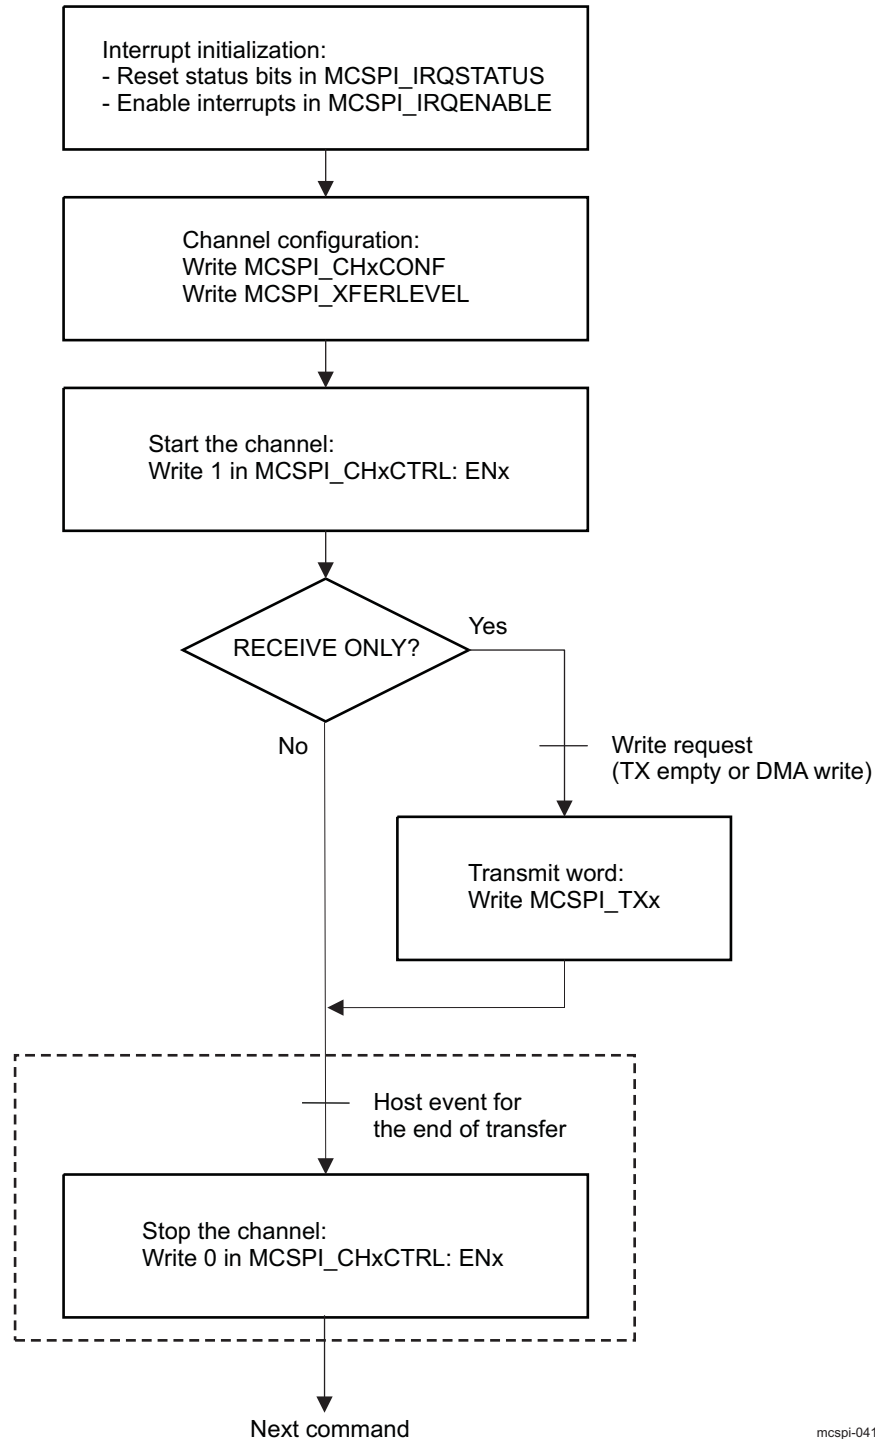 Interrupt initialization:
- Reset status bits in MCSPI_IRQSTATUS
- Enable interrupts in MCSPI_IRQENABLE
Channel configuration:
Write MCSPI_CHxCONF
Write MCSPI_XFERLEVEL
Start the channel:
Write 1 in MCSPI_CHxCTRL: ENx
RECEIVE ONLY?
Yes
No
Write request
(TX empty or DMA write)
Transmit word:
Write MCSPI_TXx
Host event for
the end of transfer
Stop the channel:
Write 0 in MCSPI_CHxCTRL: ENx
Next command
mcspi-041